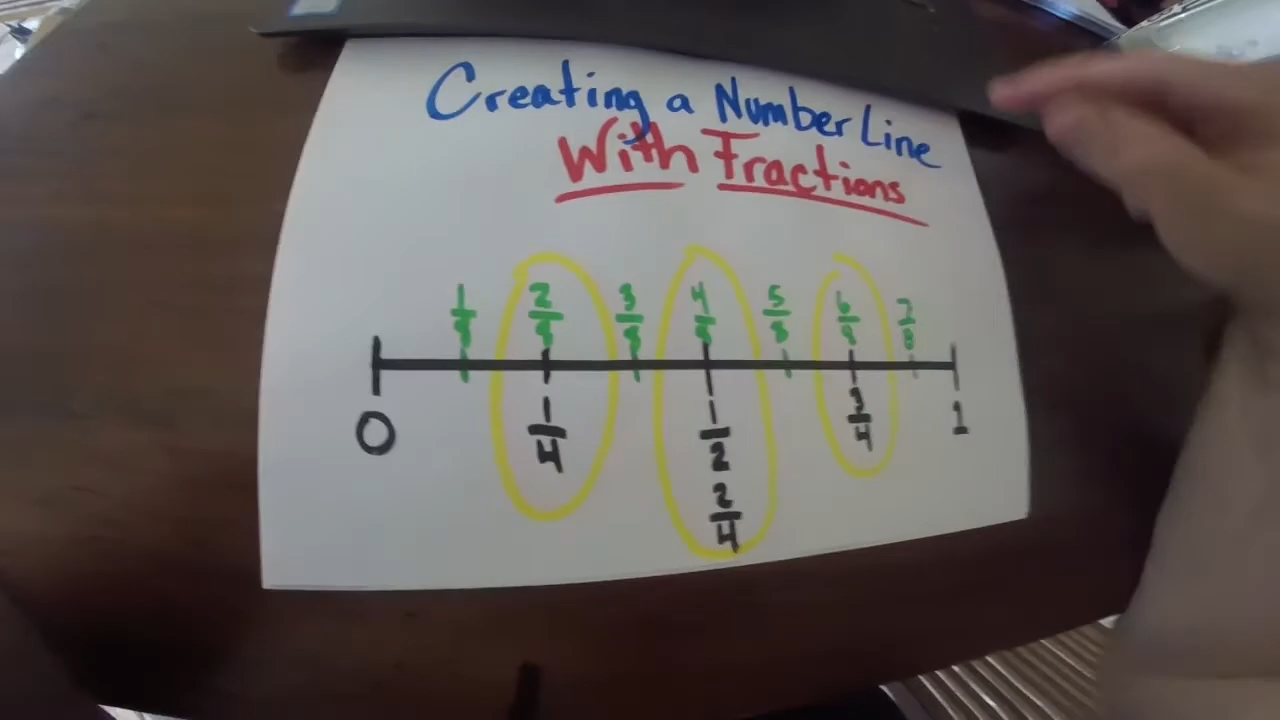 Creating a Number Line
With Fractions
1/8 2/8 3/8 4/8 5/8 6/8 7/8
0 1/4 1/2 3/4 1
2/4